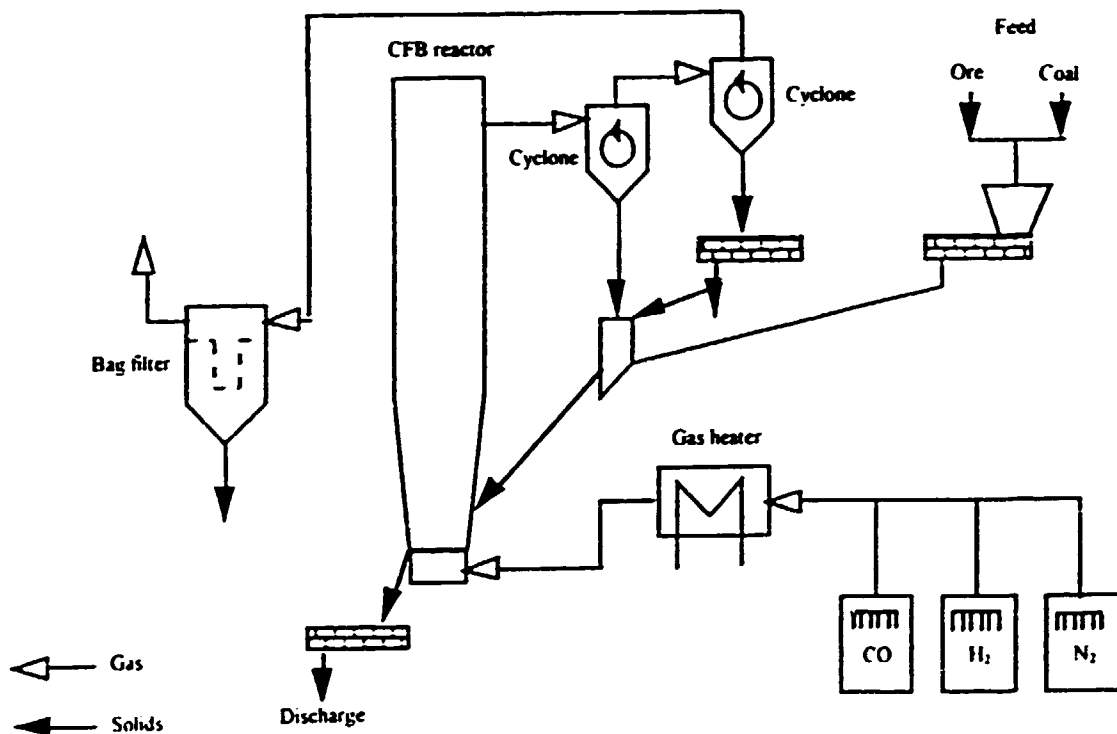 Feed
CFB reactor
Ore
Coal
Cyclone
Cyclone
Bag filter
Gas heater
CO
H₂
N₂
Gas
Solids
Discharge